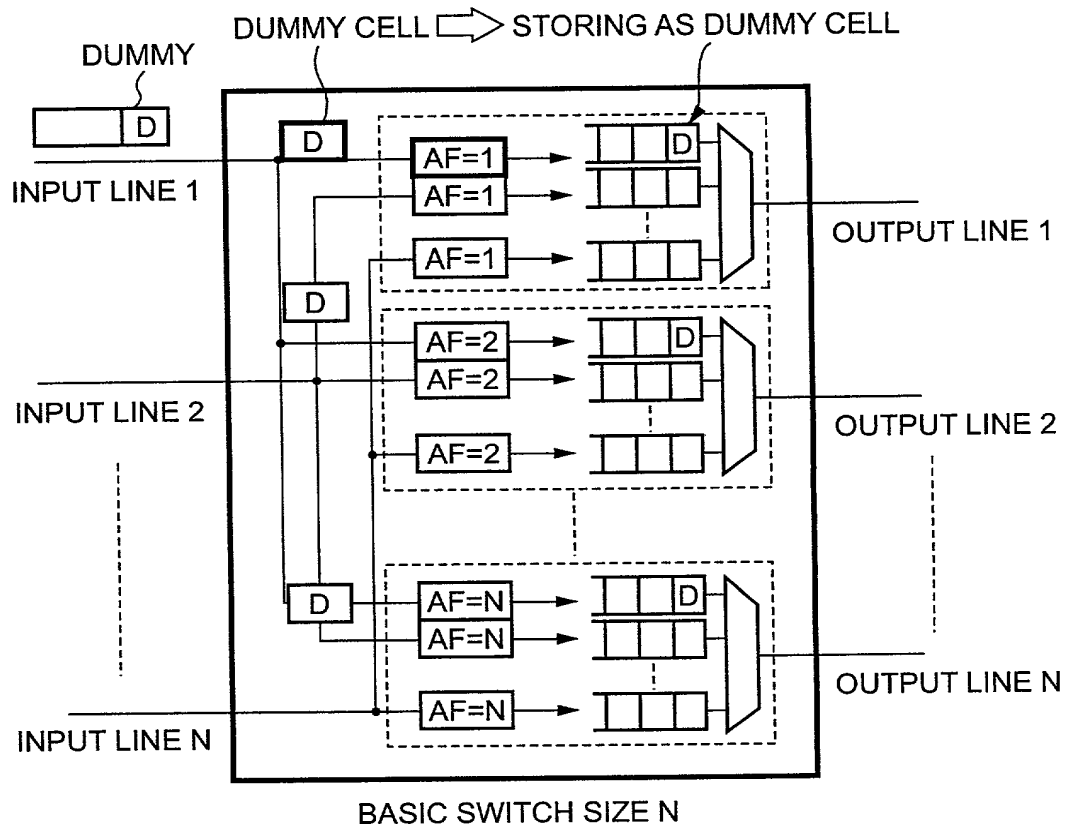 DUMMY CELL STORING AS DUMMY CELL
DUMMY
D
D
D
AF=1
INPUT LINE 1
AF=1
OUTPUT LINE 1
AF=1
D
D
AF=2
AF=2
INPUT LINE 2
OUTPUT LINE 2
AF=2
D
D
AF=N
AF=N
OUTPUT LINE N
AF=N
INPUT LINE N
BASIC SWITCH SIZE N